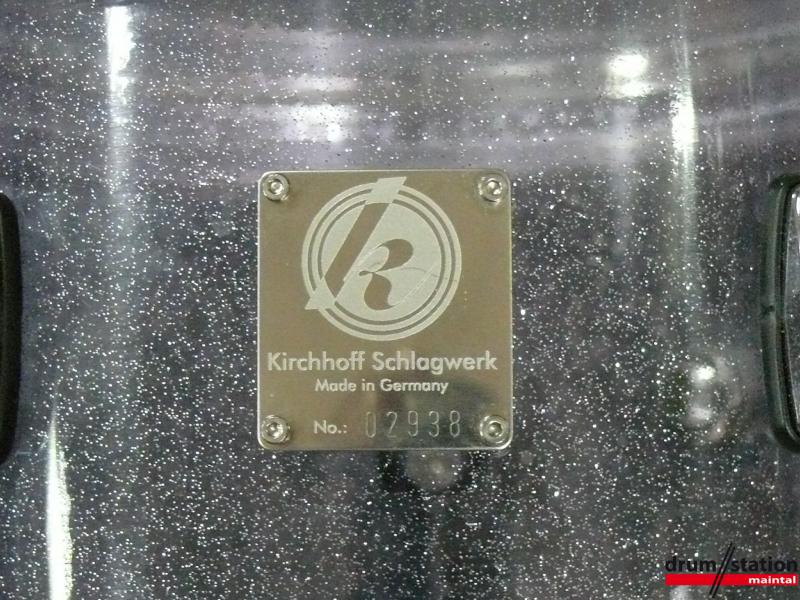 K
Kirchhoff Schlagwerk
Made in Germany
No.: 02938
drum//station
maintal